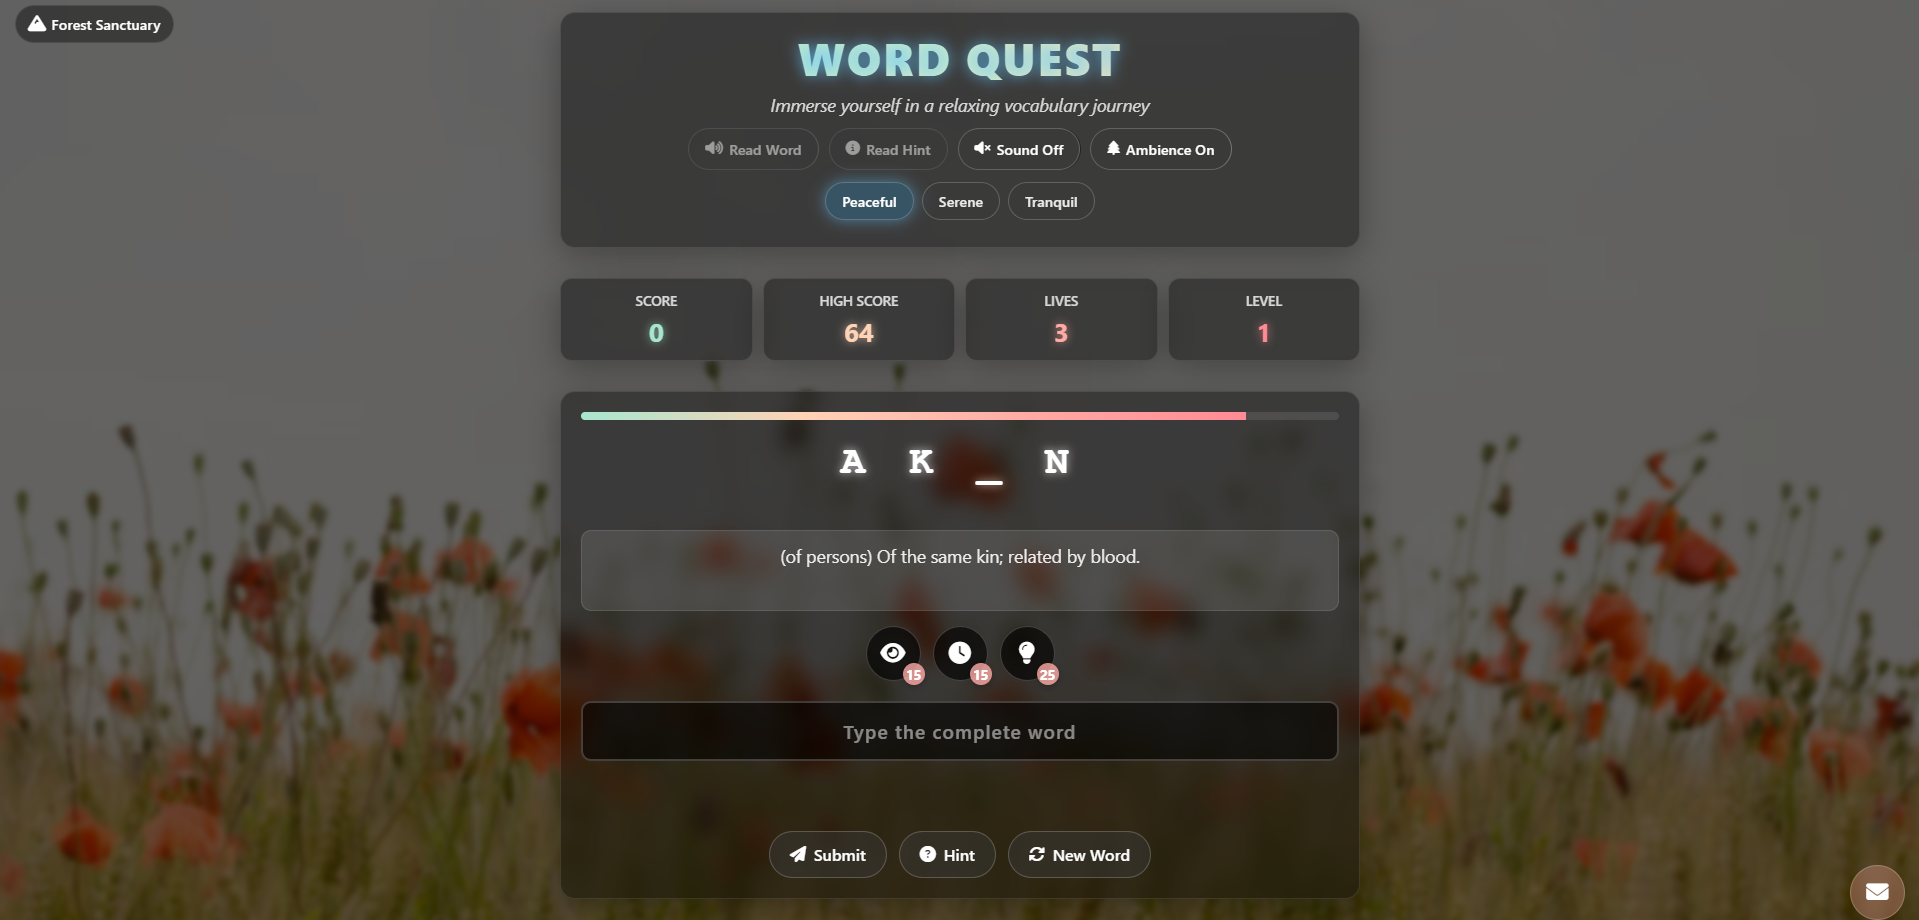 Forest Sanctuary
WORD QUEST
Immerse yourself in a relaxing vocabulary journey
Read Word
Read Hint
Sound Off
Ambience On
Peaceful
Serene
Tranquil
SCORE
0
HIGH SCORE
64
LIVES
3
LEVEL
1
A K _ N
(of persons) Of the same kin; related by blood.
15
15
25
Type the complete word
Submit
Hint
New Word